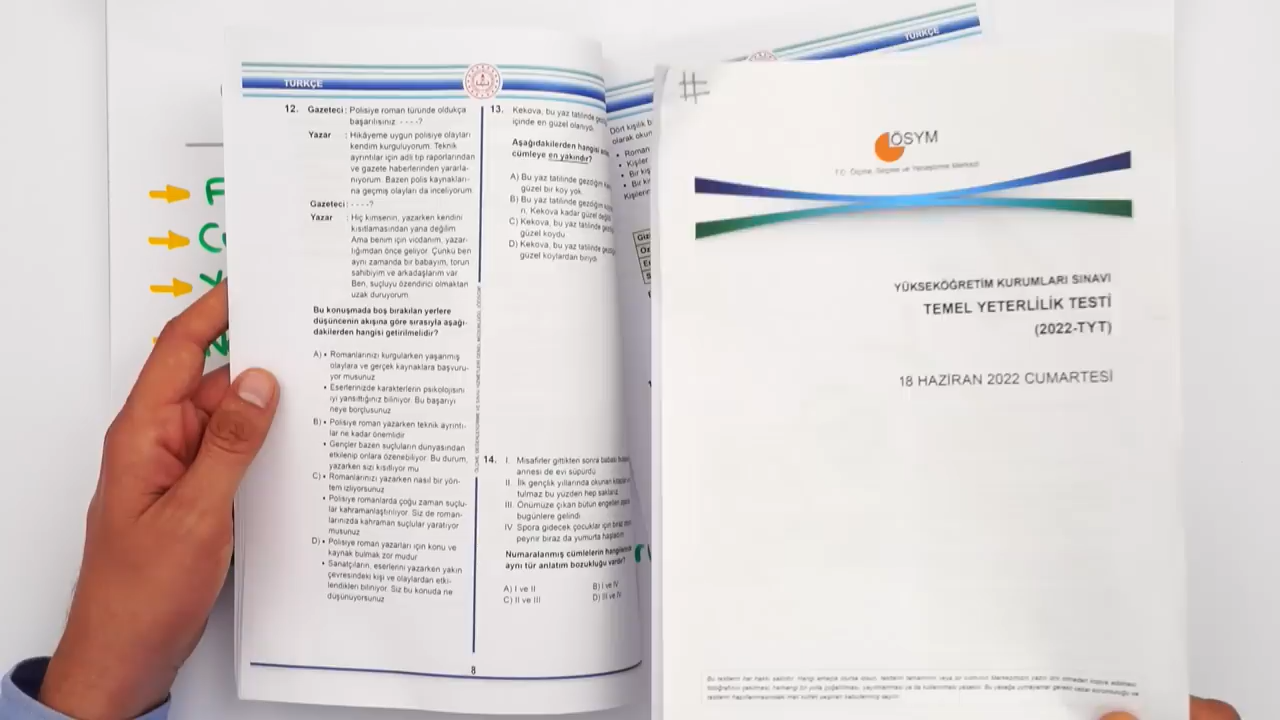 TÜRKÇE
12. Gazeteci : Polisiye roman türünde oldukça
başarılısınız - - - -?
Yazar : Hikâyeme uygun polisiye olayları
kendim kurguluyorum. Teknik
ayrıntılar için adli tıp raporlarından
ve gazete haberlerinden yararla-
nıyorum. Bazen polis kaynakları-
na geçmiş olayları da inceliyorum.
Gazeteci : - - - -?
Yazar : Hiç kimsenin, yazarken kendini
kısıtlamasından yana değilim
Ama benim için vicdanım, yazar-
lığımdan önce geliyor. Çünkü ben
aynı zamanda bir babayım, torun
sahibiyim ve arkadaşlarım var
Ben, suçluyu özendirici olmaktan
uzak duruyorum.
Bu konuşmada boş bırakılan yerlere
düşüncenin akışına göre sırasıyla aşağı-
dakilerden hangisi getirilmelidir?
A) • Romanlarınızı kurgularken yaşanmış
olaylara ve gerçek kaynaklara başvuru-
yor musunuz
• Eserlerinizde karakterlerin psikolojisini
iyi yansıttığınız biliniyor. Bu başarıyı
neye borçlusunuz
B) • Polisiye roman yazarken teknik ayrıntı-
lar ne kadar önemlidir
• Gençler bazen suçluların dünyasından
etkilenip onlara özenebiliyor. Bu durum,
yazarken sizi kısıtlıyor mu
C) • Romanlarınızı yazarken nasıl bir yön-
tem izliyorsunuz
• Polisiye romanlarda çoğu zaman suçlu-
lar kahramanlaştırılıyor. Siz de roman-
larınızda kahraman suçlular yaratıyor
musunuz
D) • Polisiye roman yazarları için konu ve
kaynak bulmak zor mudur
• Sanatçıların, eserlerini yazarken yakın
çevresindeki kişi ve olaylardan etki-
lendikleri biliniyor. Siz bu konuda ne
düşünüyorsunuz
13. Kekova, bu yaz tatilinde
içinde en güzel olanıydı
Aşağıdakilerden hangisi
cümleye en yakındır?
A) Bu yaz tatilinde gezdiğim
güzel bir koy yok.
B) Bu yaz tatilinde gezdiğim
n, Kekova kadar güzel değil
C) Kekova, bu yaz tatilinde
güzel koydu
D) Kekova, bu yaz tatilinde
güzel koylardan biriydi
14. I. Misafirler gittikten sonra babası
annesi de evi süpürdü
II. İlk gençlik yıllarında okunan
tulmaz bu yüzden hep saklarız
III. Önümüze çıkan bütün engelleri
bugünlere gelindi
IV Spora gidecek çocuklar için biraz
peynir biraz da yumurta haşladım
Numaralanmış cümlelerin hangilerinde
aynı tür anlatım bozukluğu vardır?
A) I ve II B) I ve IV
C) II ve III D) III ve IV
8
TÜRKÇE
Dört kişilik b
olarak okun
• Roman
• Kişiler
• Bir kiş
• Bir kiş
Kişilerin
#
ÖSYM
T.C. Ölçme, Seçme ve Yerleştirme Merkezi
YÜKSEKÖĞRETİM KURUMLARI SINAVI
TEMEL YETERLİLİK TESTİ
(2022-TYT)
18 HAZİRAN 2022 CUMARTESİ